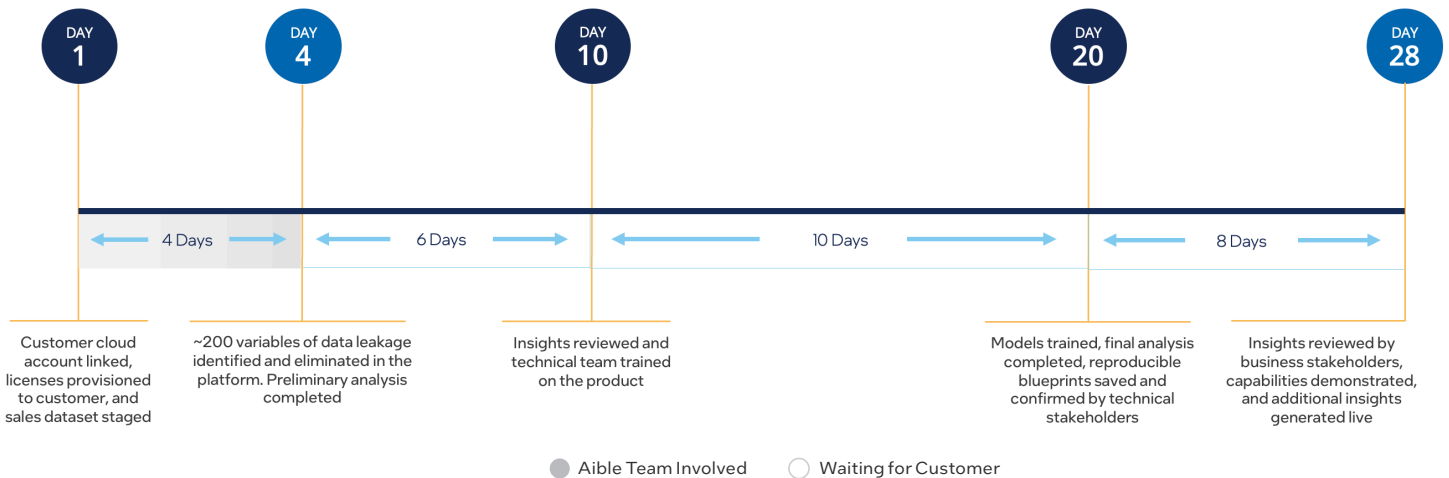 DAY
1
DAY
4
DAY
10
DAY
20
DAY
28
4 Days
6 Days
10 Days
8 Days
Customer cloud
account linked,
licenses provisioned
to customer, and
sales dataset staged
~200 variables of data leakage
identified and eliminated in the
platform. Preliminary analysis
completed
Insights reviewed and
technical team trained
on the product
Models trained, final analysis
completed, reproducible
blueprints saved and
confirmed by technical
stakeholders
Insights reviewed by
business stakeholders,
capabilities demonstrated,
and additional insights
generated live
Aible Team Involved
Waiting for Customer